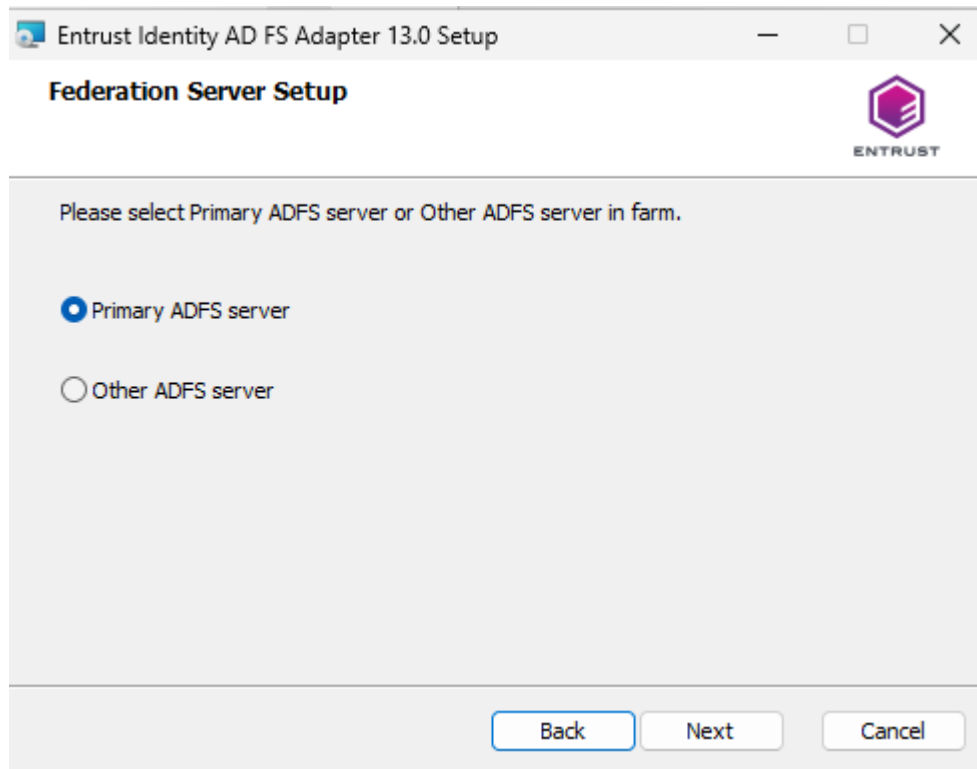 Entrust Identity AD FS Adapter 13.0 Setup
Federation Server Setup
ENTRUST
Please select Primary ADFS server or Other ADFS server in farm.
Primary ADFS server
Other ADFS server
Back
Next
Cancel